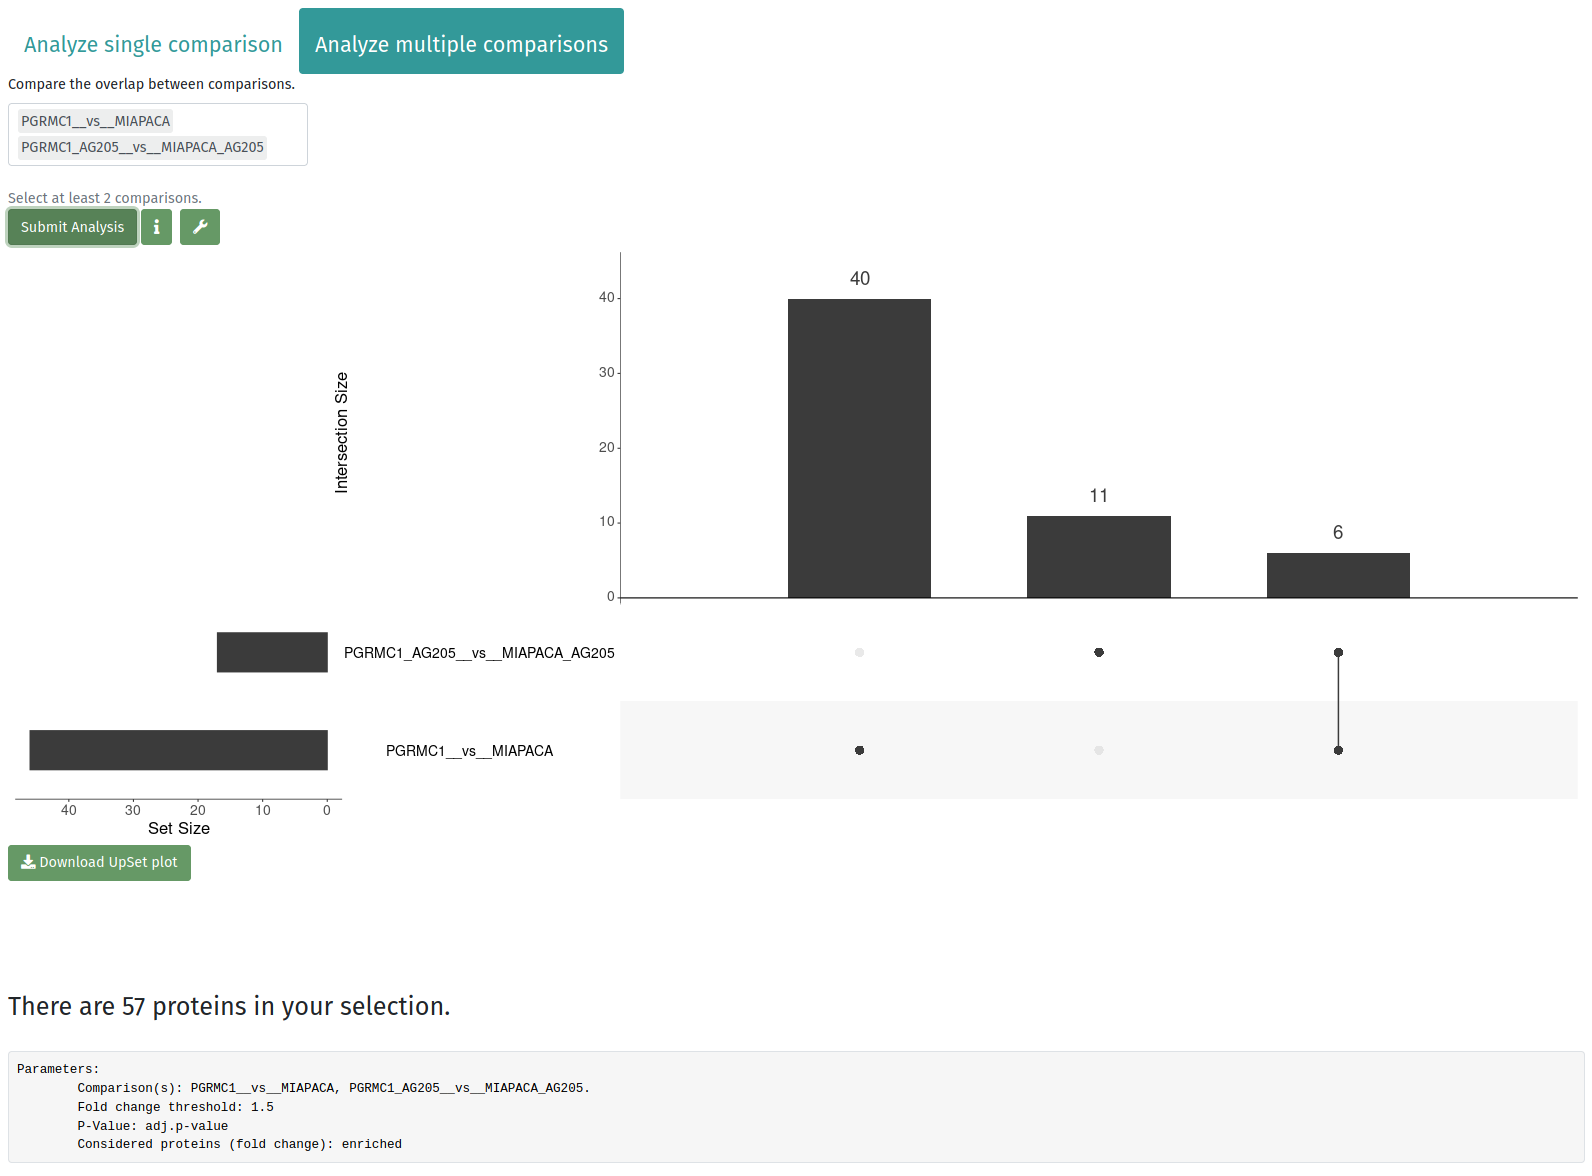 Analyze single comparison
Analyze multiple comparisons
Compare the overlap between comparisons.
PGRMC1__vs__MIAPACA
PGRMC1_AG205__vs__MIAPACA_AG205
Select at least 2 comparisons.
Submit Analysis
Intersection Size
40
30
20
10
0
40
11
6
PGRMC1_AG205__vs__MIAPACA_AG205
PGRMC1__vs__MIAPACA
40 30 20 10 0
Set Size
Download UpSet plot
There are 57 proteins in your selection.
Parameters:
Comparison(s): PGRMC1__vs__MIAPACA, PGRMC1_AG205__vs__MIAPACA_AG205.
Fold change threshold: 1.5
P-Value: adj.p-value
Considered proteins (fold change): enriched